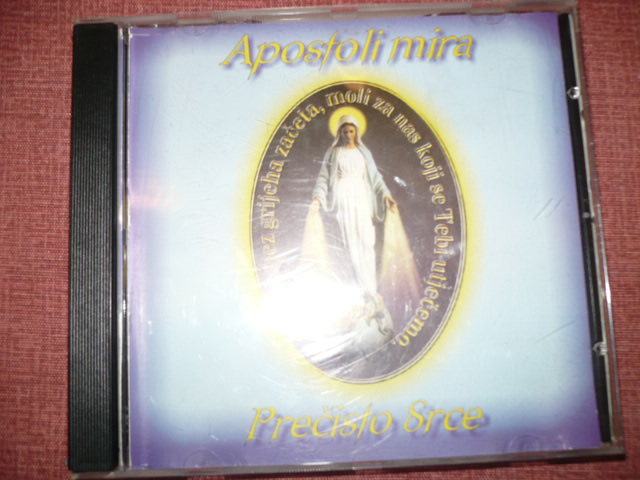 Apostoli mira
grijeha začeta, moli za nas koji se Tebi utječemo.
Prečisto Srce